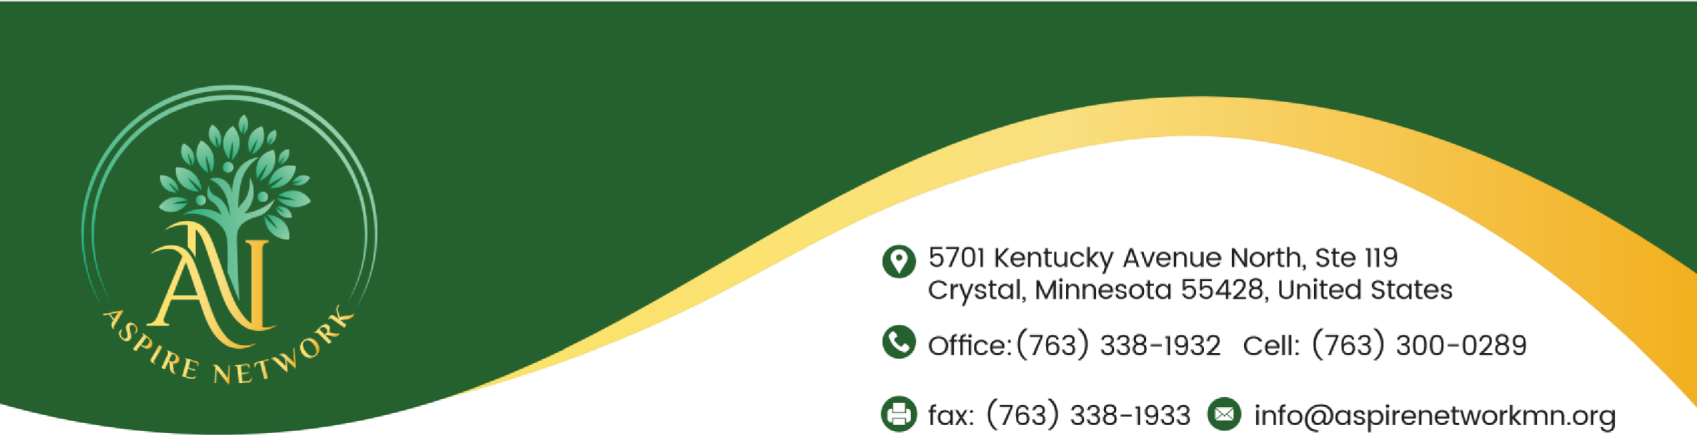 AN
ASPIRE NETWORK
5701 Kentucky Avenue North, Ste 119
Crystal, Minnesota 55428, United States
Office:(763) 338-1932 Cell: (763) 300-0289
fax: (763) 338-1933 info@aspirenetworkmn.org